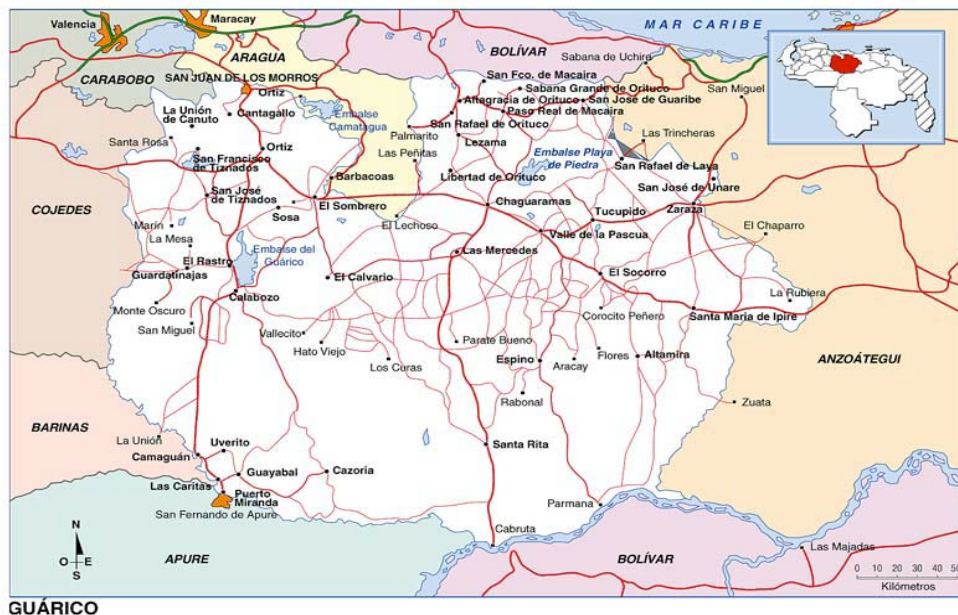 Valencia
Maracay
MAR CARIBE
ARAGUA
BOLÍVAR
Sabana de Uchire
CARABOBO
SAN JUAN DE LOS MORROS
San Fco. de Macaira
Ortiz
Sabana Grande de Orituco
San Miguel
La Unión
de Canuto
Cantagallo
Embalse
Camatagua
Altagracia de Orituco
San José de Guaribe
Paso Real de Macaira
Palmarito
San Rafael de Orituco
Santa Rosa
Ortiz
Lezama
Las Trincheras
San Francisco
de Tiznados
Las Peñitas
Embalse Playa
de Piedra
San Rafael de Laya
Barbacoas
Libertad de Orituco
San José de Unare
San José
de Tiznados
El Sombrero
Chaguaramas
Zaraza
COJEDES
Sosa
El Lechoso
Tucupido
Marín
La Mesa
Valle de la Pascua
El Chaparro
Embalse del
Guárico
Las Mercedes
El Rastro
Guardatinajas
El Calvario
El Socorro
Calabozo
La Rubiera
Monte Oscuro
Corocito Peñero
Santa Maria de Ipire
San Miguel
Vallecito
Hato Viejo
Parate Bueno
Los Curas
Espino
Aracay
Flores
Altamira
ANZOÁTEGUI
Rabonal
Zuata
BARINAS
La Unión
Uverito
Santa Rita
Camaguán
Guayabal
Cazoria
Las Caritas
Puerto
Miranda
San Fernando de Apure
Parmana
Cabruta
N
O
E
S
APURE
BOLÍVAR
Las Majadas
0 10 20 30 40 50
Kilómetros
GUÁRICO